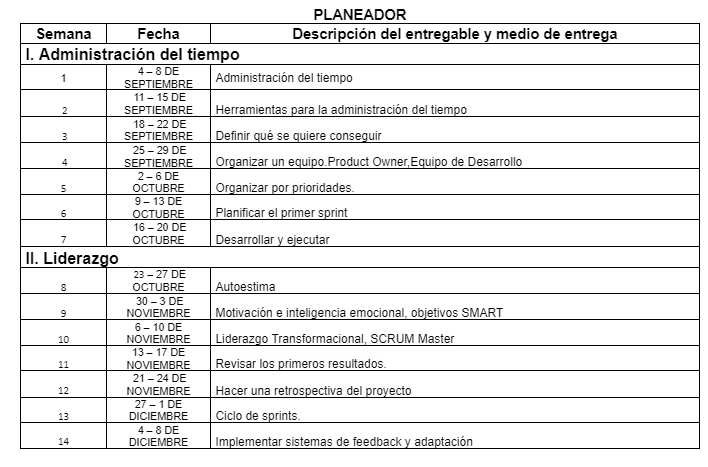 PLANEADOR
Semana Fecha Descripción del entregable y medio de entrega
I. Administración del tiempo
1 4 – 8 DE SEPTIEMBRE Administración del tiempo
2 11 – 15 DE SEPTIEMBRE Herramientas para la administración del tiempo
3 18 – 22 DE SEPTIEMBRE Definir qué se quiere conseguir
4 25 – 29 DE SEPTIEMBRE Organizar un equipo.Product Owner,Equipo de Desarrollo
5 2 – 6 DE OCTUBRE Organizar por prioridades.
6 9 – 13 DE OCTUBRE Planificar el primer sprint
7 16 – 20 DE OCTUBRE Desarrollar y ejecutar
II. Liderazgo
8 23 – 27 DE OCTUBRE Autoestima
9 30 – 3 DE NOVIEMBRE Motivación e inteligencia emocional, objetivos SMART
10 6 – 10 DE NOVIEMBRE Liderazgo Transformacional, SCRUM Master
11 13 – 17 DE NOVIEMBRE Revisar los primeros resultados.
12 21 – 24 DE NOVIEMBRE Hacer una retrospectiva del proyecto
13 27 – 1 DE DICIEMBRE Ciclo de sprints.
14 4 – 8 DE DICIEMBRE Implementar sistemas de feedback y adaptación